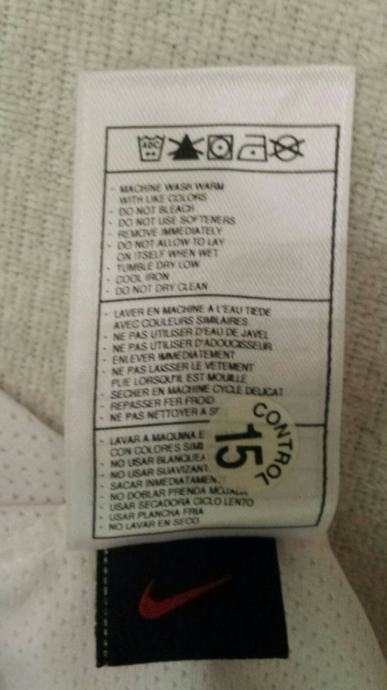 - MACHINE WASH WARM
WITH LIKE COLORS
- DO NOT BLEACH
- DO NOT USE SOFTENERS
- REMOVE IMMEDIATELY
- DO NOT ALLOW TO LAY
ON ITSELF WHEN WET
- TUMBLE DRY LOW
- COOL IRON
- DO NOT DRY CLEAN
- LAVER EN MACHINE A L'EAU TIEDE
AVEC COULEURS SIMILAIRES
- NE PAS UTILISER D'EAU DE JAVEL
- NE PAS UTILISER D'ADOUCISSEUR
- ENLEVER IMMEDIATEMENT
- NE PAS LAISSER LE VETEMENT
PLIE LORSQU'IL EST MOUILLE
- SECHER EN MACHINE CYCLE DELICAT
- REPASSER FER FROID
- NE PAS NETTOYER A
- LAVAR A MAQUINA
CON COLORES
- NO USAR
- NO USAR
- SACAR
- NO DOBLAR PRENDA
- USAR SECADORA CICLO LENTO
- USAR PLANCHA FRIA
- NO LAVAR EN SECO
CONTROL
15